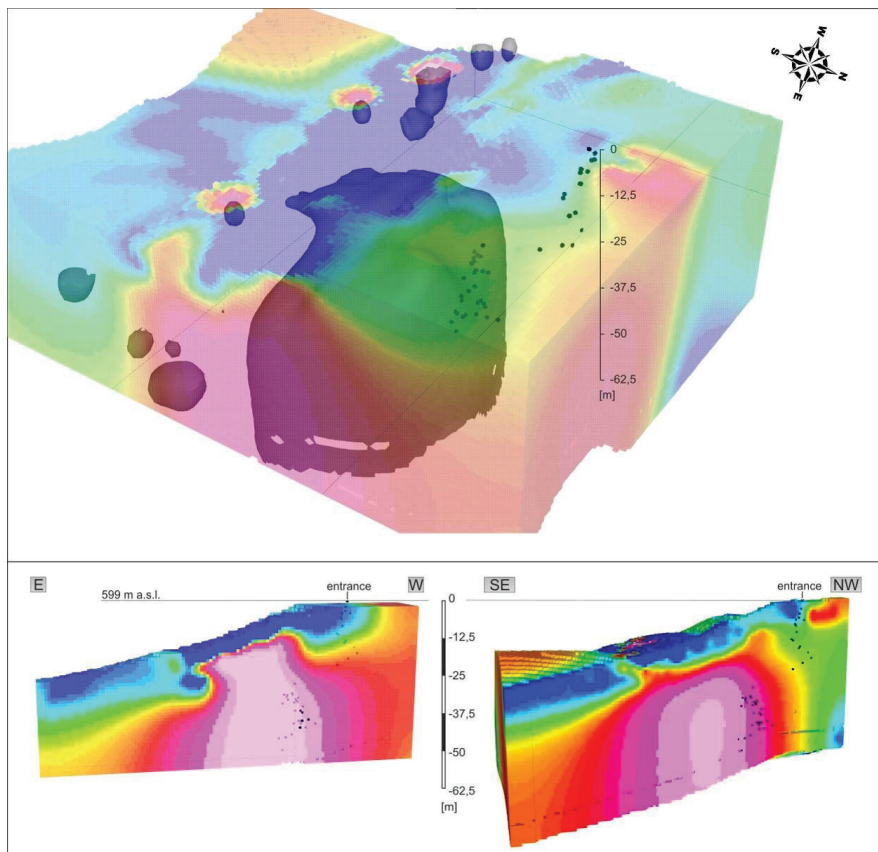 W
S
N
E
0
-12,5
-25
-37,5
-50
-62,5
[m]
E
599 m a.s.l.
entrance
W
0
-12,5
-25
-37,5
-50
-62,5
[m]
SE
entrance
NW